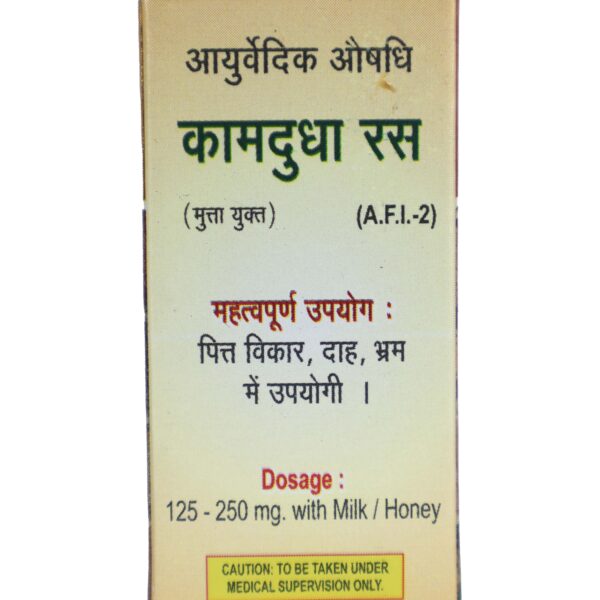 आयुर्वेदिक औषधि
कामदुधा रस
(मुत्ता युक्त) (A.F.I.-2)
महत्वपूर्ण उपयोग :
पित्त विकार, दाह, भ्रम
में उपयोगी ।
Dosage :
125 - 250 mg. with Milk / Honey
CAUTION: TO BE TAKEN UNDER
MEDICAL SUPERVISION ONLY.